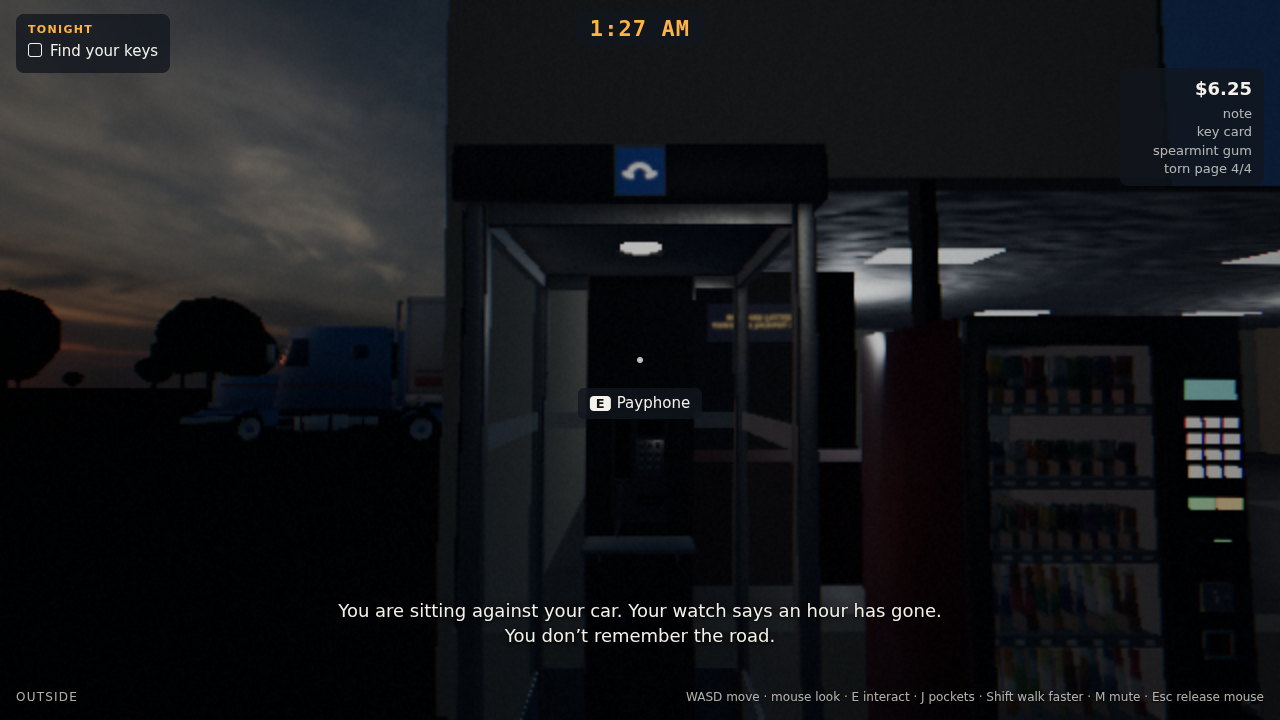 TONIGHT
Find your keys
1:27 AM
$6.25
note
key card
spearmint gum
torn page 4/4
E Payphone
You are sitting against your car. Your watch says an hour has gone.
You don’t remember the road.
OUTSIDE
WASD move · mouse look · E interact · J pockets · Shift walk faster · M mute · Esc release mouse